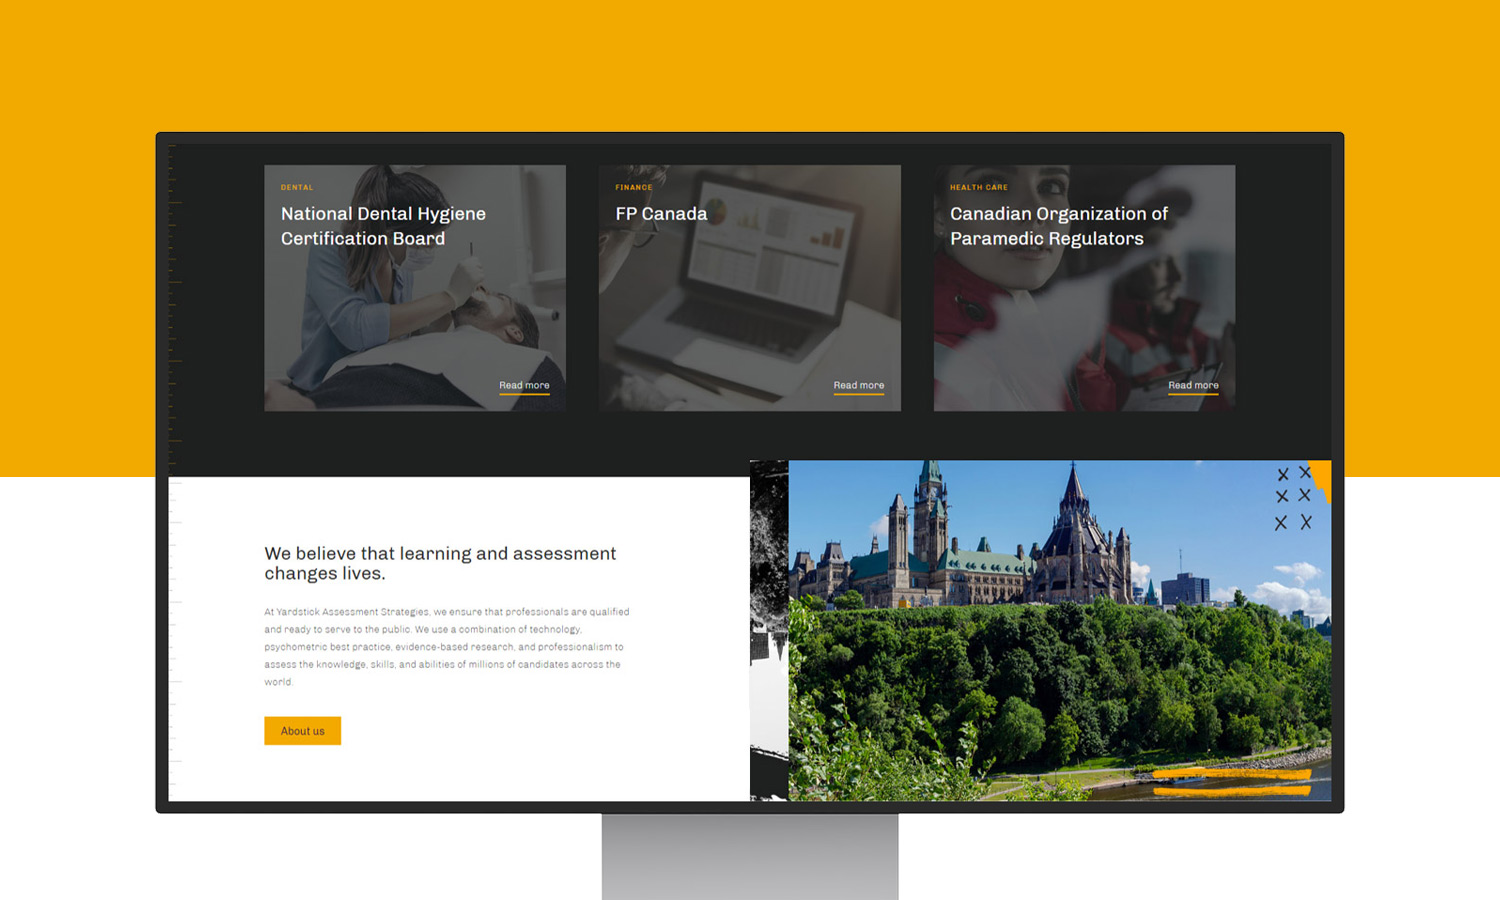 DENTAL
National Dental Hygiene
Certification Board
Read more
FINANCE
FP Canada
Read more
HEALTH CARE
Canadian Organization of
Paramedic Regulators
Read more
We believe that learning and assessment
changes lives.
At Yardstick Assessment Strategies, we ensure that professionals are qualified
and ready to serve to the public. We use a combination of technology,
psychometric best practice, evidence-based research, and professionalism to
assess the knowledge, skills, and abilities of millions of candidates across the
world.
About us